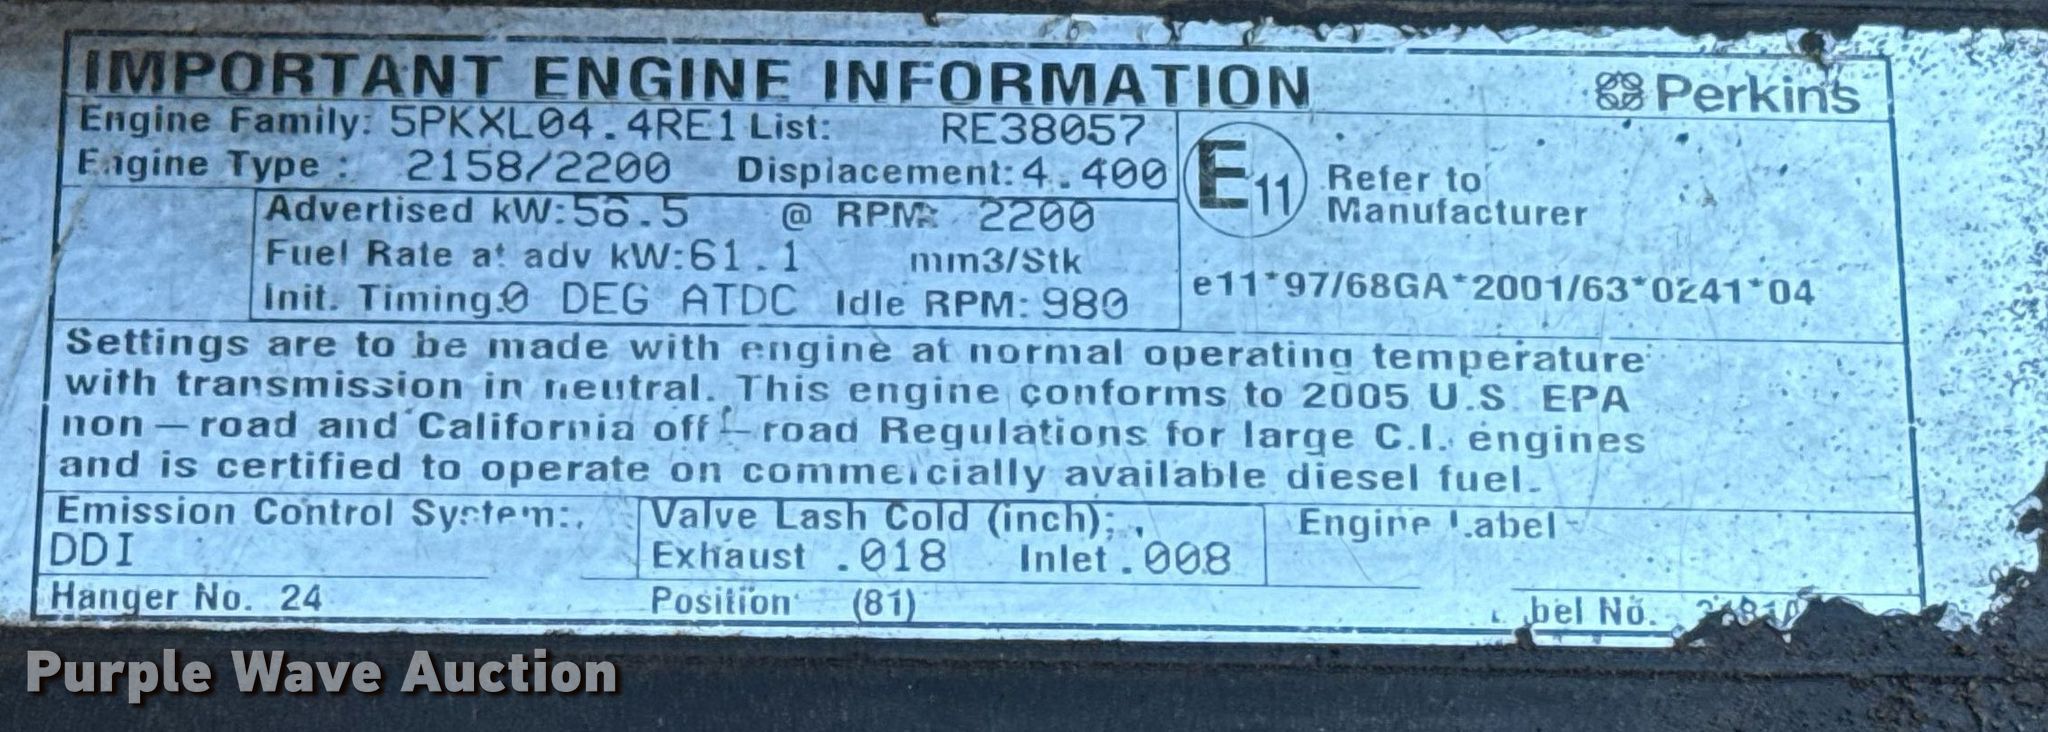 IMPORTANT ENGINE INFORMATION Perkins
Engine Family: 5PKXL04.4RE1 List: RE38057
Engine Type: 2158/2200 Displacement: 4.400
E11 Refer to
Manufacturer
Advertised kW: 56.5 @ RPM: 2200
Fuel Rate at adv kW: 61.1 mm3/Stk
Init. Timing: 0 DEG ATDC Idle RPM: 980
e11*97/68GA*2001/63*0241*04
Settings are to be made with engine at normal operating temperature
with transmission in neutral. This engine conforms to 2005 U.S. EPA
non-road and California off-road Regulations for large C.I. engines
and is certified to operate on commercially available diesel fuel.
Emission Control System:
DDI
Valve Lash Cold (inch);
Exhaust .018 Inlet .008
Engine Label
Hanger No. 24 Position (81) Label No.
Purple Wave Auction